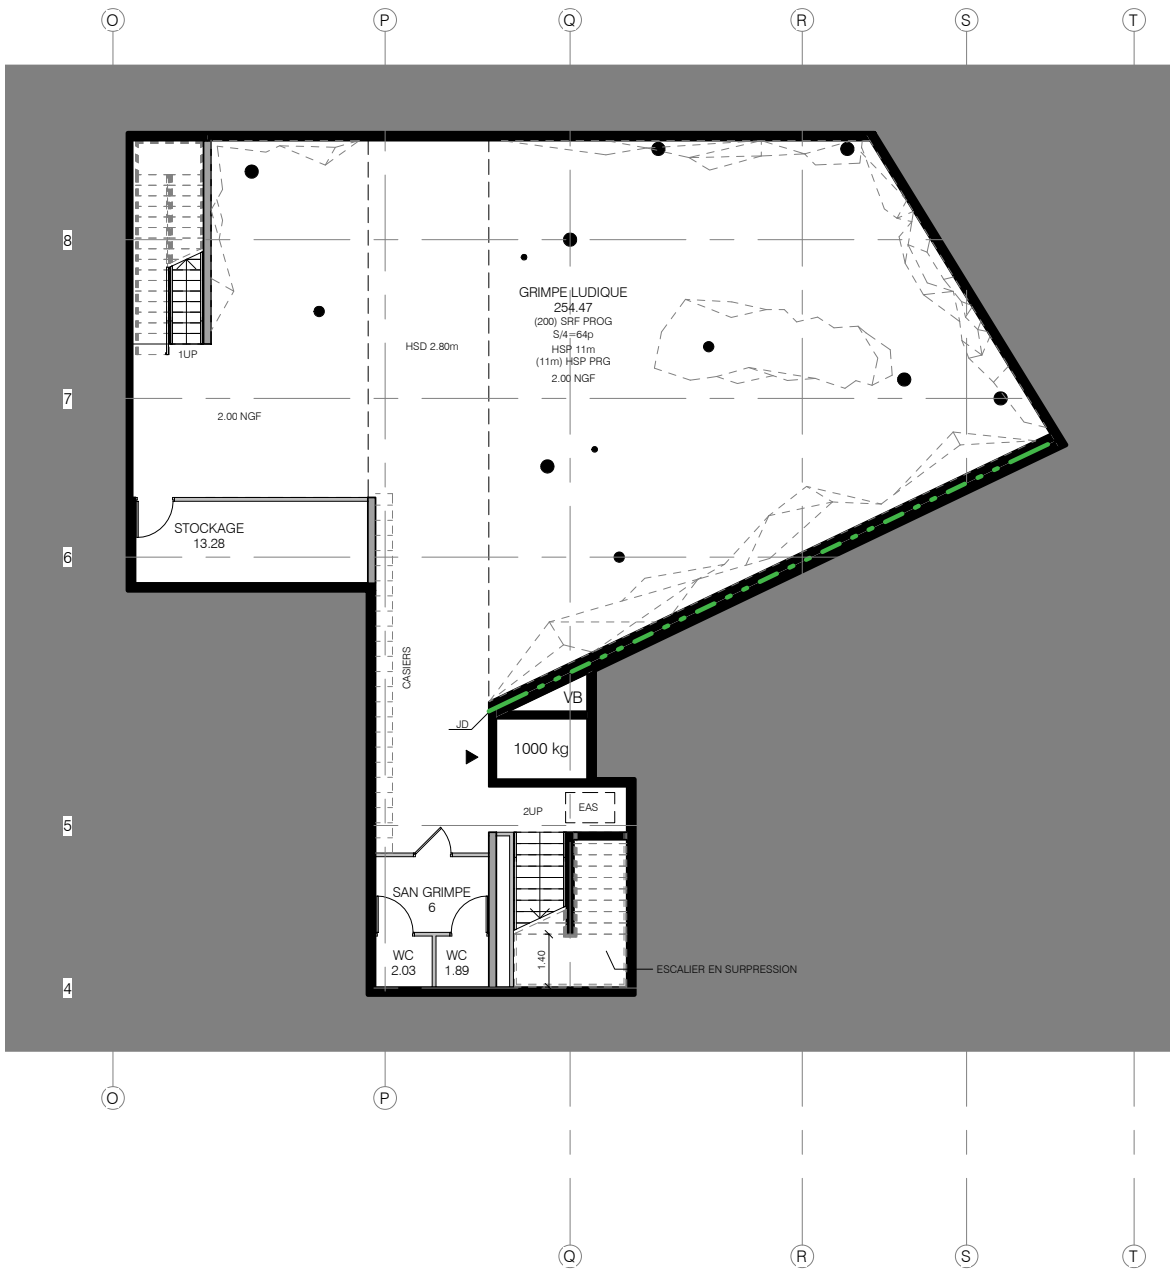 O
P
Q
R
S
T
8
GRIMPE LUDIQUE
254.47
(200) SRF PROG
S/4=64p
HSP 11m
(11m) HSP PRG
2.00 NGF
HSD 2.80m
1UP
7
2.00 NGF
STOCKAGE
13.28
6
CASIERS
VB
JD
1000 kg
2UP
EAS
5
SAN GRIMPE
6
WC
2.03
WC
1.89
1.40
ESCALIER EN SURPRESSION
4
O
P
Q
R
S
T